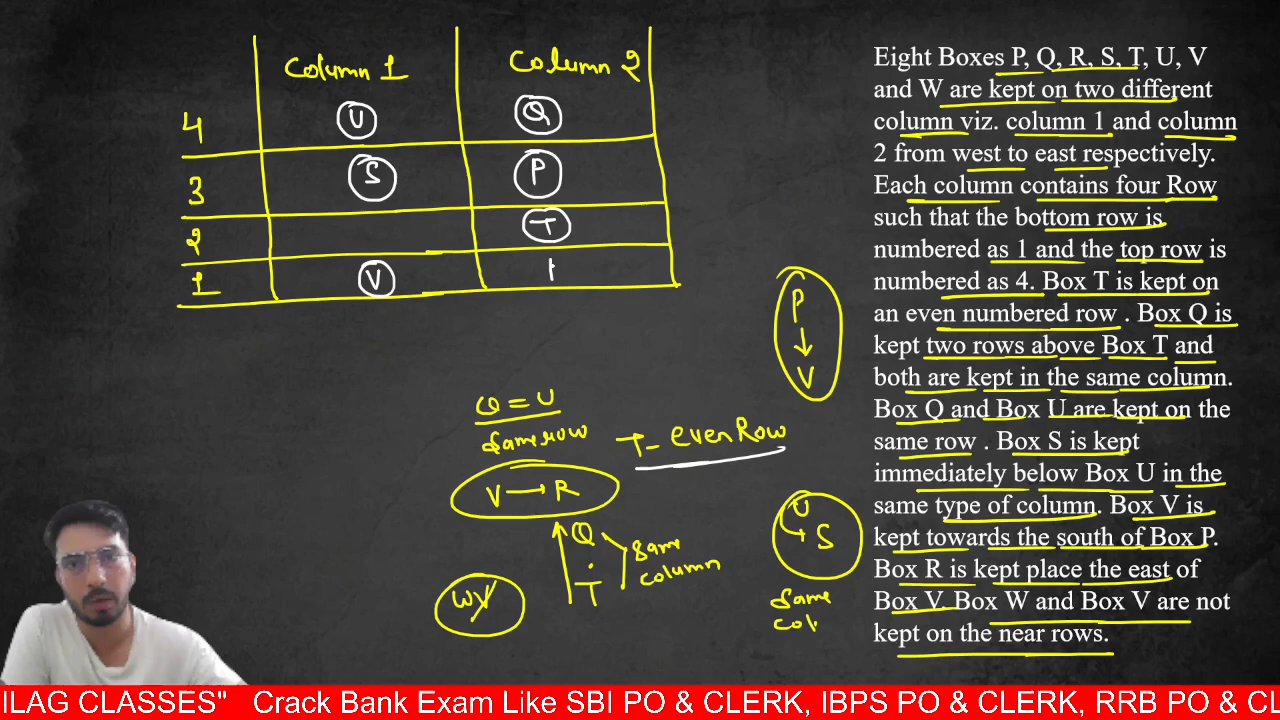 Column 1 Column 2
4 U Q
3 S P
2 T
1 V
P
V
Q = U
Same row
T - even Row
V → R
U
S
Same
Col
Q
T
Same
column
WV
Eight Boxes P, Q, R, S, T, U, V
and W are kept on two different
column viz. column 1 and column
2 from west to east respectively.
Each column contains four Row
such that the bottom row is
numbered as 1 and the top row is
numbered as 4. Box T is kept on
an even numbered row . Box Q is
kept two rows above Box T and
both are kept in the same column.
Box Q and Box U are kept on the
same row . Box S is kept
immediately below Box U in the
same type of column. Box V is
kept towards the south of Box P.
Box R is kept place the east of
Box V. Box W and Box V are not
kept on the near rows.
ILAG CLASSES" Crack Bank Exam Like SBI PO & CLERK, IBPS PO & CLERK, RRB PO & CL